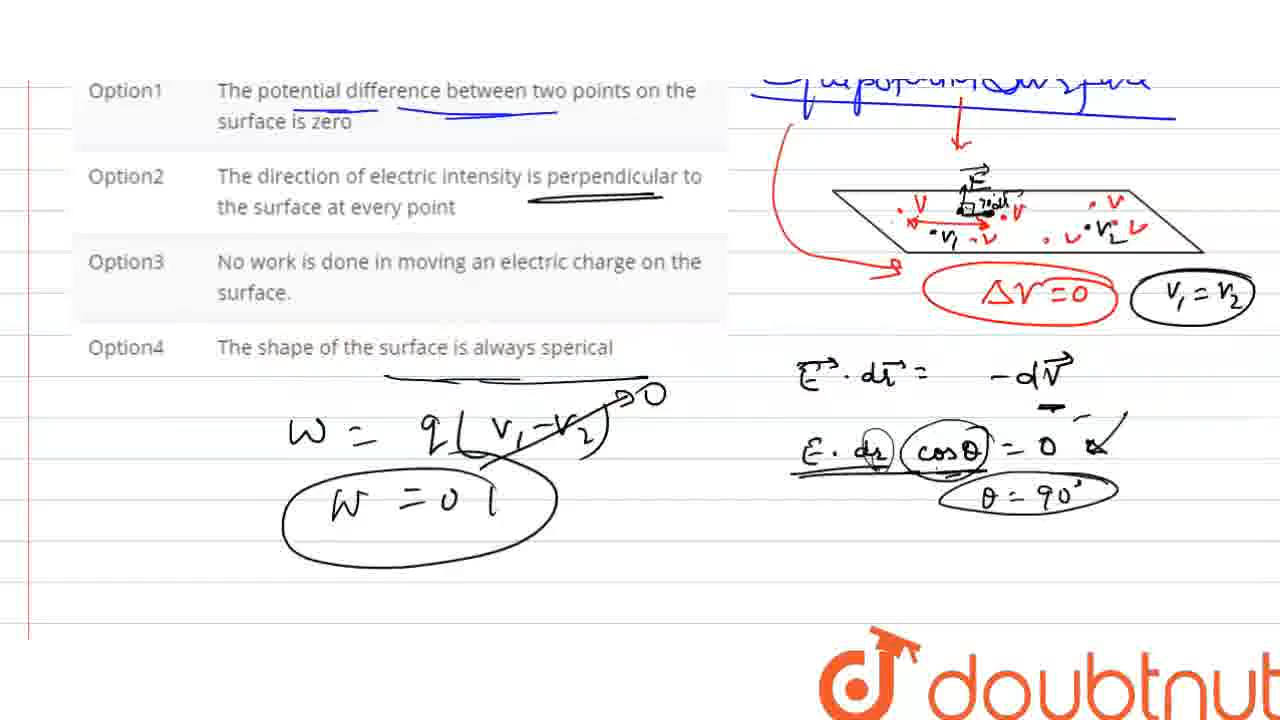 Option1 The potential difference between two points on the
surface is zero
Option2 The direction of electric intensity is perpendicular to
the surface at every point
Option3 No work is done in moving an electric charge on the
surface.
Option4 The shape of the surface is always sperical
W = q(V₁-V₂) 0
W = 0
E
V V V
V₁ V V V₂ V
ΔV = 0 V₁ = V₂
E · dr = -dV
E · dr cosθ = 0
θ = 90°
doubtnut